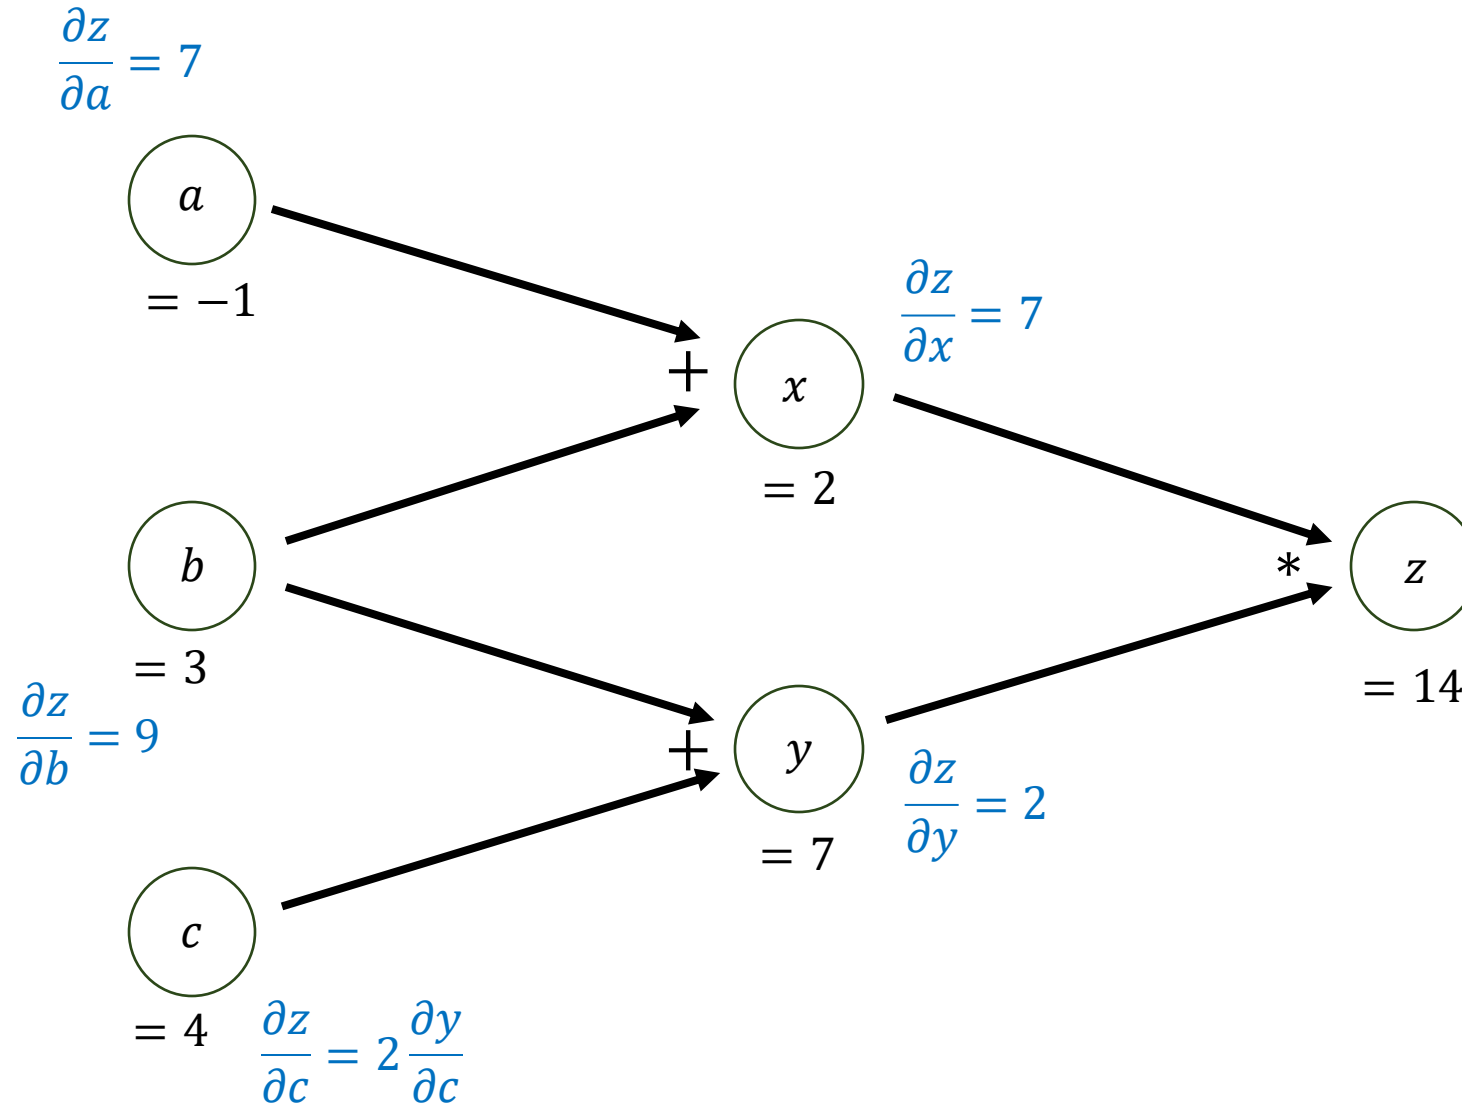 ∂z/∂a = 7
a
= −1
∂z/∂x = 7
+
x
= 2
b
* z
= 3
= 14
∂z/∂b = 9
+ y
∂z/∂y = 2
= 7
c
= 4
∂z/∂c = 2 ∂y/∂c